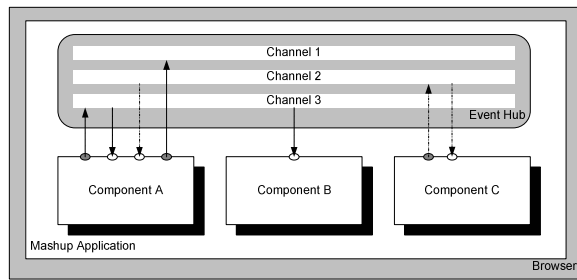 Channel 1
Channel 2
Channel 3
Event Hub
Component A
Component B
Component C
Mashup Application
Browser